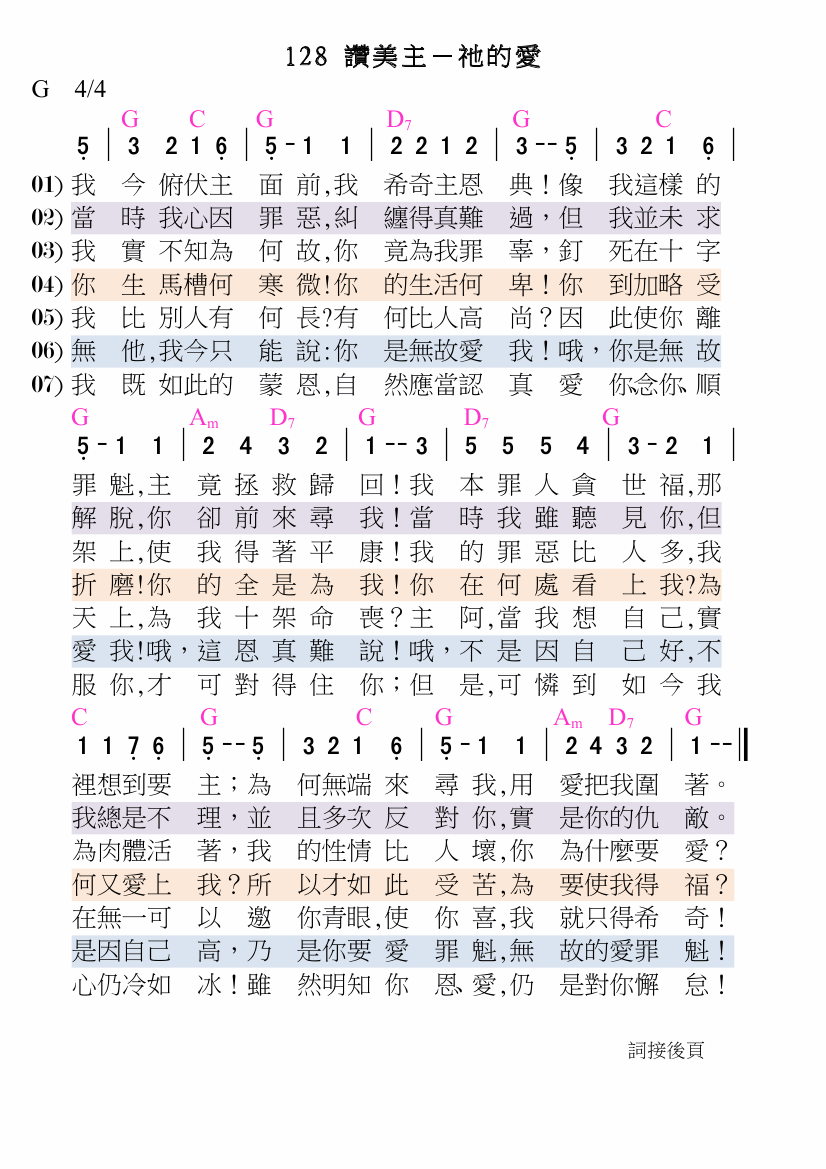 128 讚美主－祂的愛
G 4/4
G C G D7 G C
5 | 3 2 1 6 | 5 - 1 1 | 2 2 1 2 | 3 - - 5 | 3 2 1 6 |
01) 我 今 俯伏主 面 前,我 希奇主恩 典！像 我這樣 的
02) 當 時 我心因 罪 惡,糾 纏得真難 過，但 我並未 求
03) 我 實 不知為 何 故,你 竟為我罪 辜，釘 死在十 字
04) 你 生 馬槽何 寒 微!你 的生活何 卑！你 到加略 受
05) 我 比 別人有 何 長?有 何比人高 尚？因 此使你 離
06) 無 他,我今只 能 說:你 是無故愛 我！哦，你是無 故
07) 我 既 如此的 蒙 恩,自 然應當認 真 愛 你、念你、順
G Am D7 G D7 G
5 - 1 1 | 2 4 3 2 | 1 - - 3 | 5 5 5 4 | 3 - 2 1 |
罪 魁,主 竟 拯 救 歸 回！我 本 罪 人 貪 世 福,那
解 脫,你 卻 前 來 尋 我！當 時 我 雖 聽 見 你,但
架 上,使 我 得 著 平 康！我 的 罪 惡 比 人 多,我
折 磨!你 的 全 是 為 我！你 在 何 處 看 上 我?為
天 上,為 我 十 架 命 喪？主 阿,當 我 想 自 己,實
愛 我!哦，這 恩 真 難 說！哦，不 是 因 自 己 好,不
服 你,才 可 對 得 住 你；但 是,可 憐 到 如 今 我
C G C G Am D7 G
1 1 7 6 | 5 - - 5 | 3 2 1 6 | 5 - 1 1 | 2 4 3 2 | 1 - - ‖
裡想到要 主；為 何無端 來 尋 我,用 愛把我圍 著。
我總是不 理，並 且多次 反 對 你,實 是你的仇 敵。
為肉體活 著，我 的性情 比 人 壞,你 為什麼要 愛？
何又愛上 我？所 以才如 此 受 苦,為 要使我得 福？
在無一可 以 邀 你青眼,使 你 喜,我 就只得希 奇！
是因自己 高，乃 是你要 愛 罪 魁,無 故的愛罪 魁！
心仍冷如 冰！雖 然明知 你 恩、愛,仍 是對你懈 怠！
詞接後頁